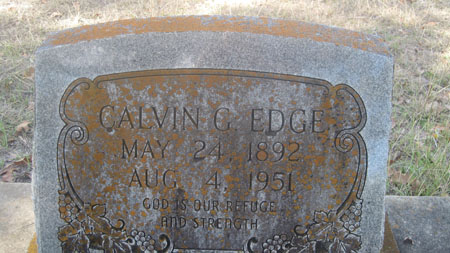 CALVIN G. EDGE
MAY 24, 1892
AUG. 4, 1951
GOD IS OUR REFUGE
AND STRENGTH